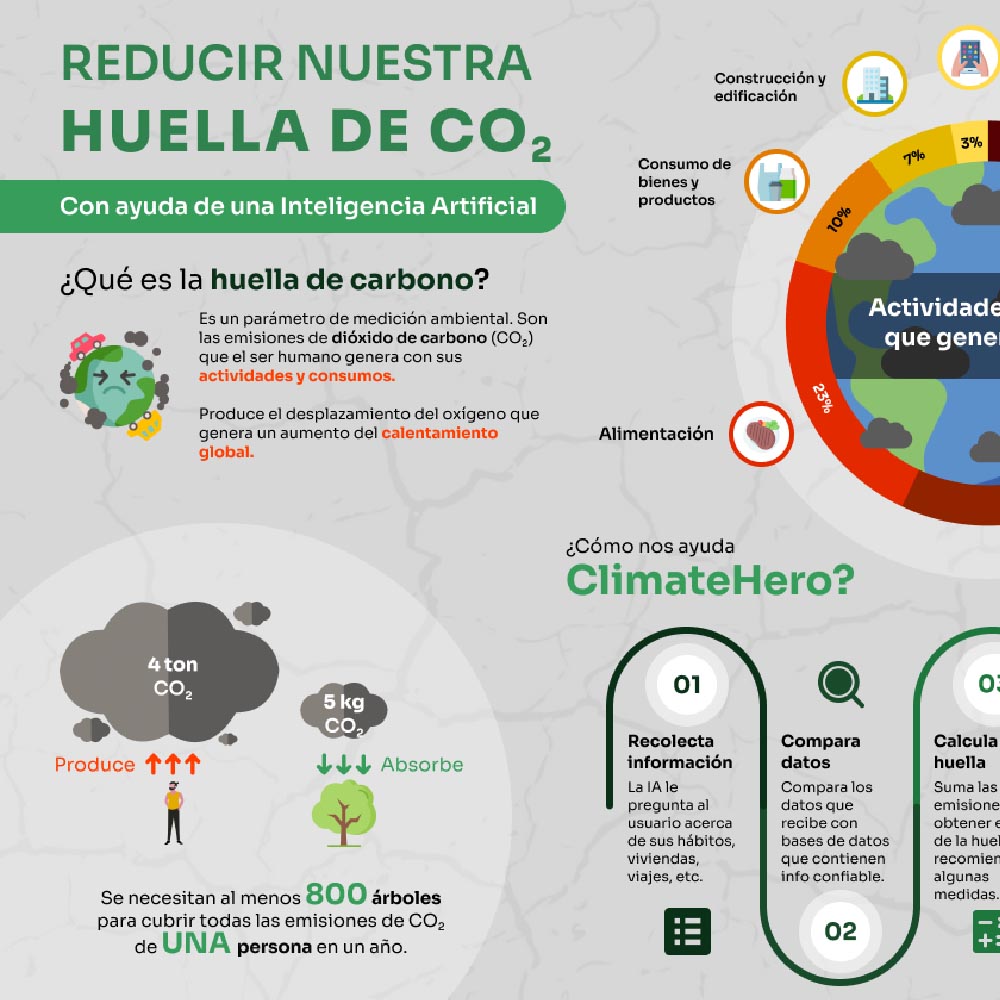 REDUCIR NUESTRA
HUELLA DE CO₂
Con ayuda de una Inteligencia Artificial
¿Qué es la huella de carbono?
Es un parámetro de medición ambiental. Son
las emisiones de dióxido de carbono (CO₂)
que el ser humano genera con sus
actividades y consumos.
Produce el desplazamiento del oxígeno que
genera un aumento del calentamiento
global.
4 ton
CO₂
5 kg
CO₂
Produce
Absorbe
Se necesitan al menos 800 árboles
para cubrir todas las emisiones de CO₂
de UNA persona en un año.
Construcción y
edificación
Consumo de
bienes y
productos
Alimentación
3%
7%
10%
23%
Actividade
que gener
¿Cómo nos ayuda
ClimateHero?
01
Recolecta
información
La IA le
pregunta al
usuario acerca
de sus hábitos,
viviendas,
viajes, etc.
Compara
datos
Compara los
datos que
recibe con
bases de datos
que contienen
info confiable.
02
03
Calcula
huella
Suma las
emisione
obtener e
de la huel
recomien
algunas
medidas.